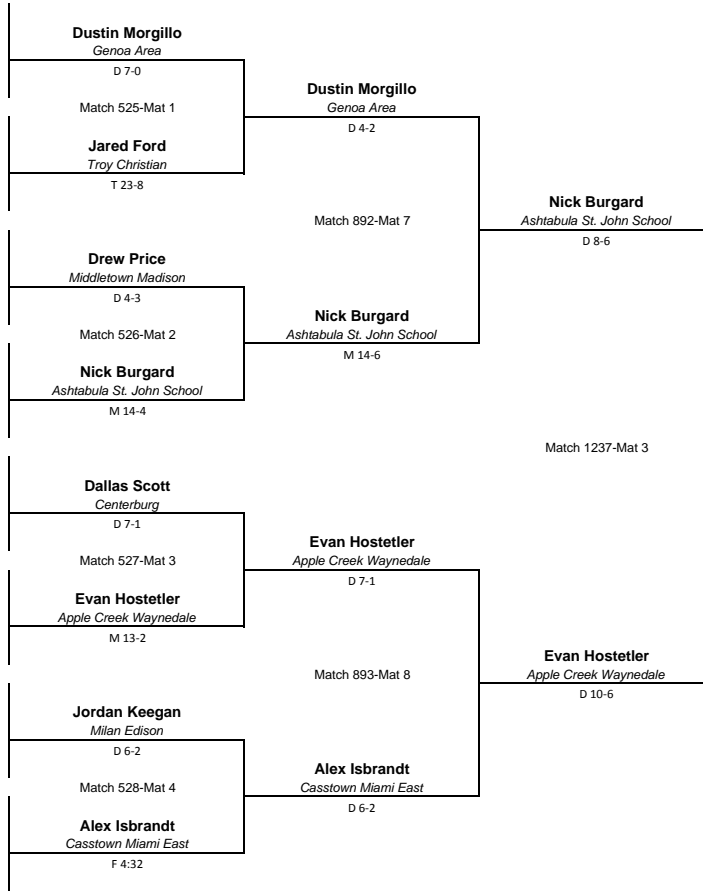 Dustin Morgillo
Genoa Area
D 7-0
Match 525-Mat 1
Jared Ford
Troy Christian
T 23-8
Dustin Morgillo
Genoa Area
D 4-2
Match 892-Mat 7
Drew Price
Middletown Madison
D 4-3
Match 526-Mat 2
Nick Burgard
Ashtabula St. John School
M 14-4
Nick Burgard
Ashtabula St. John School
M 14-6
Nick Burgard
Ashtabula St. John School
D 8-6
Match 1237-Mat 3
Dallas Scott
Centerburg
D 7-1
Match 527-Mat 3
Evan Hostetler
Apple Creek Waynedale
M 13-2
Evan Hostetler
Apple Creek Waynedale
D 7-1
Match 893-Mat 8
Jordan Keegan
Milan Edison
D 6-2
Match 528-Mat 4
Alex Isbrandt
Casstown Miami East
F 4:32
Alex Isbrandt
Casstown Miami East
D 6-2
Evan Hostetler
Apple Creek Waynedale
D 10-6